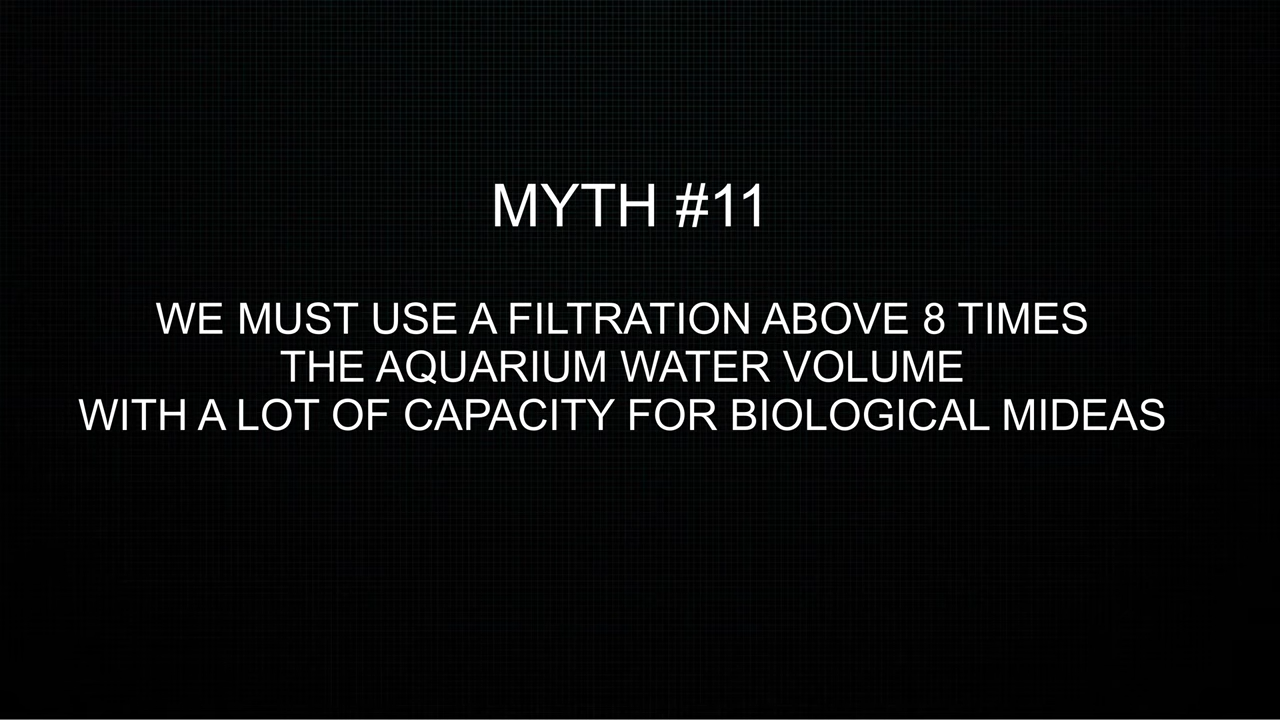 MYTH #11
WE MUST USE A FILTRATION ABOVE 8 TIMES
THE AQUARIUM WATER VOLUME
WITH A LOT OF CAPACITY FOR BIOLOGICAL MIDEAS